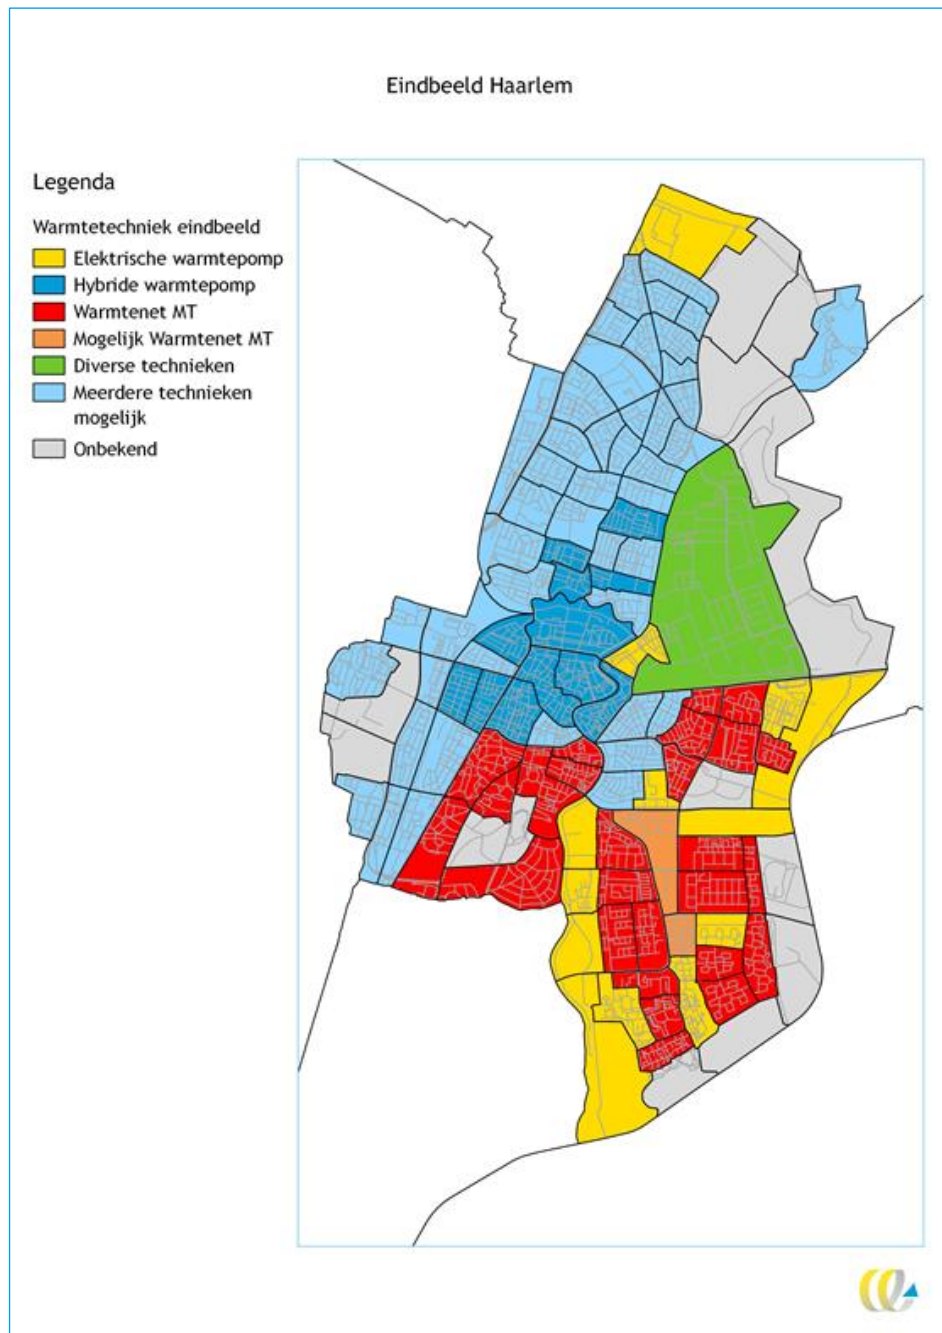 Eindbeeld Haarlem
Legenda
Warmtetechniek eindbeeld
Elektrische warmtepomp
Hybride warmtepomp
Warmtenet MT
Mogelijk Warmtenet MT
Diverse technieken
Meerdere technieken
mogelijk
Onbekend